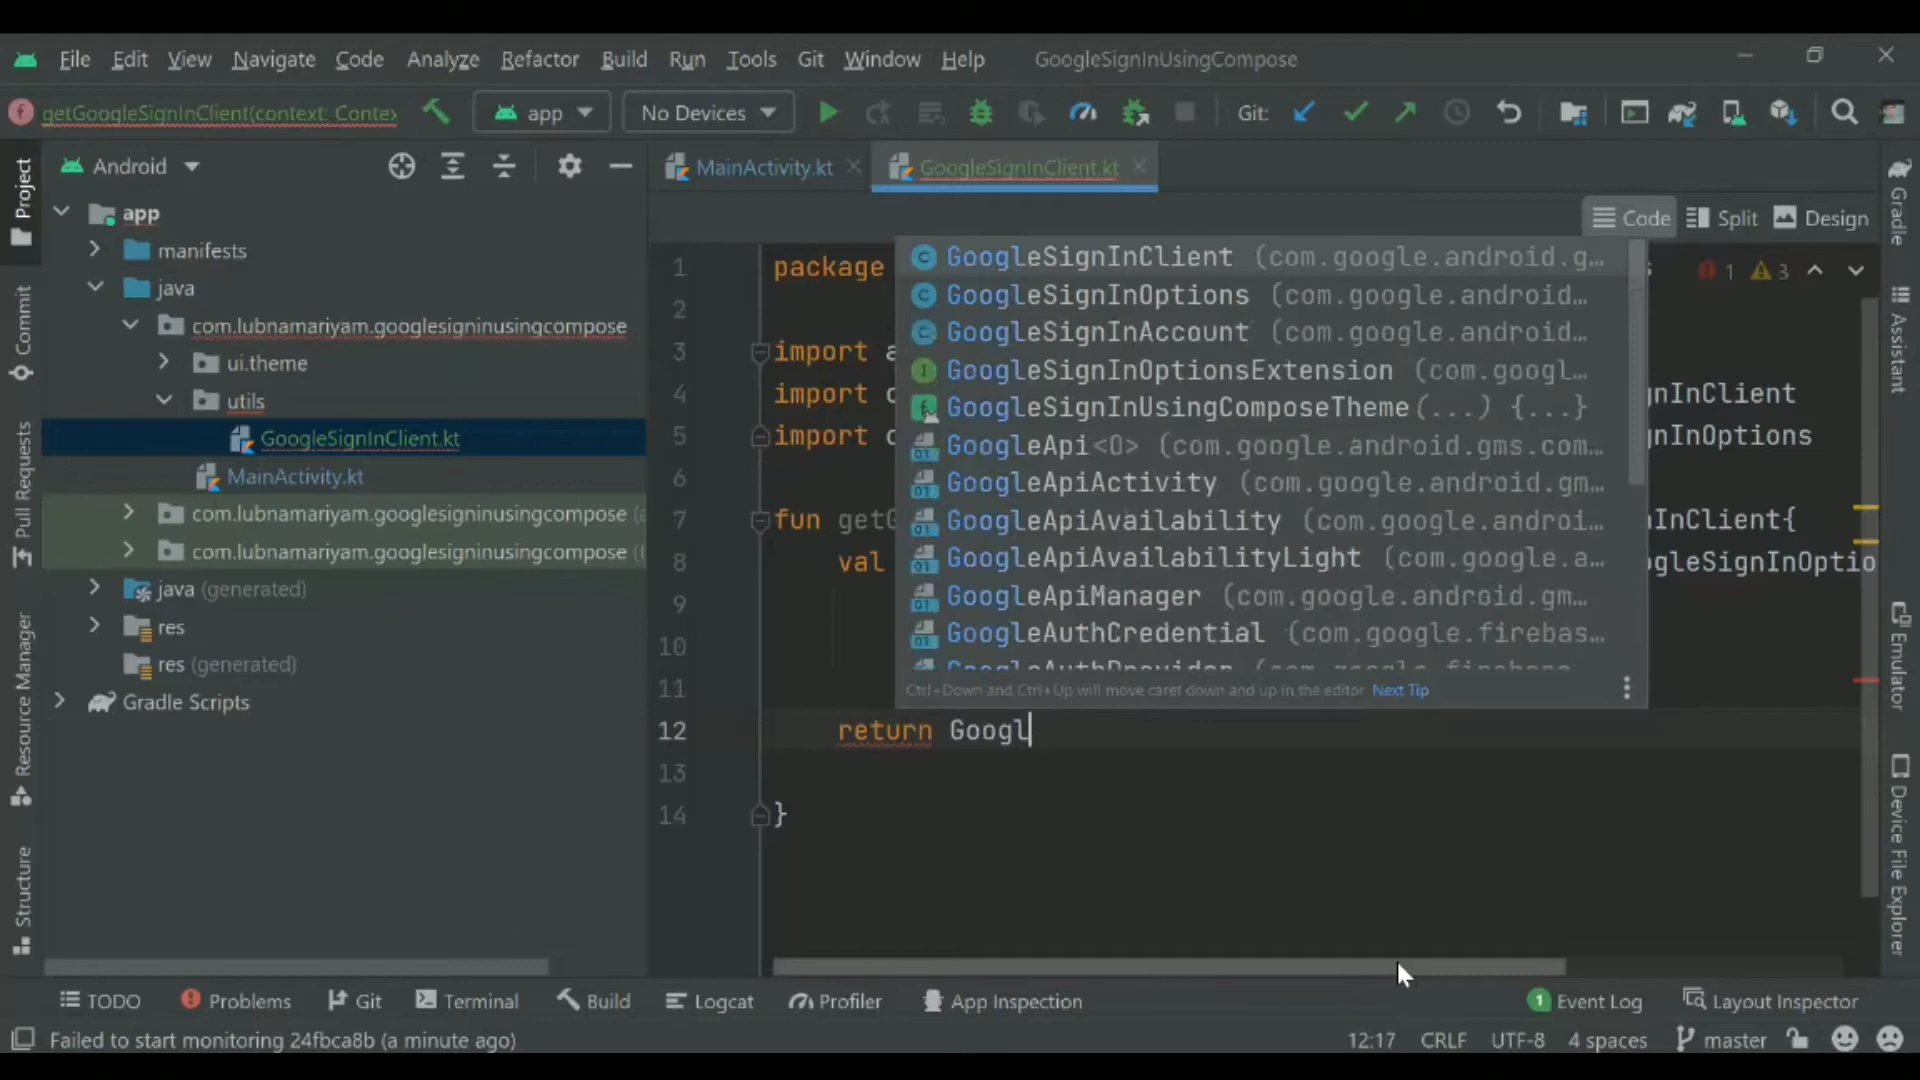 File Edit View Navigate Code Analyze Refactor Build Run Tools Git Window Help GoogleSignInUsingCompose
getGoogleSignInClient(context: Contex app No Devices Git:
Android
MainActivity.kt GoogleSignInClient.kt
Code Split Design
Project
Commit
Pull Requests
Resource Manager
Structure
app
manifests
java
com.lubnamariyam.googlesigninusingcompose
ui.theme
utils
GoogleSignInClient.kt
MainActivity.kt
com.lubnamariyam.googlesigninusingcompose
com.lubnamariyam.googlesigninusingcompose
java (generated)
res
res (generated)
Gradle Scripts
1 package
2
3 import a
4 import c nInClient
5 import c nInOptions
6
7 fun getG InClient{
8 val ogleSignInOptio
9
10
11
12 return Googl
13
14 }
1 3
GoogleSignInClient (com.google.android.g...
GoogleSignInOptions (com.google.android...
GoogleSignInAccount (com.google.android...
GoogleSignInOptionsExtension (com.googl...
GoogleSignInUsingComposeTheme(...) {...}
GoogleApi<O> (com.google.android.gms.com...
GoogleApiActivity (com.google.android.gm...
GoogleApiAvailability (com.google.androi...
GoogleApiAvailabilityLight (com.google.a...
GoogleApiManager (com.google.android.gm...
GoogleAuthCredential (com.google.firebas...
GoogleAuthProvider (com.google.firebase...
Ctrl+Down and Ctrl+Up will move caret down and up in the editor Next Tip
Gradle
Assistant
Emulator
Device File Explorer
TODO Problems Git Terminal Build Logcat Profiler App Inspection 1 Event Log Layout Inspector
Failed to start monitoring 24fbca8b (a minute ago) 12:17 CRLF UTF-8 4 spaces master